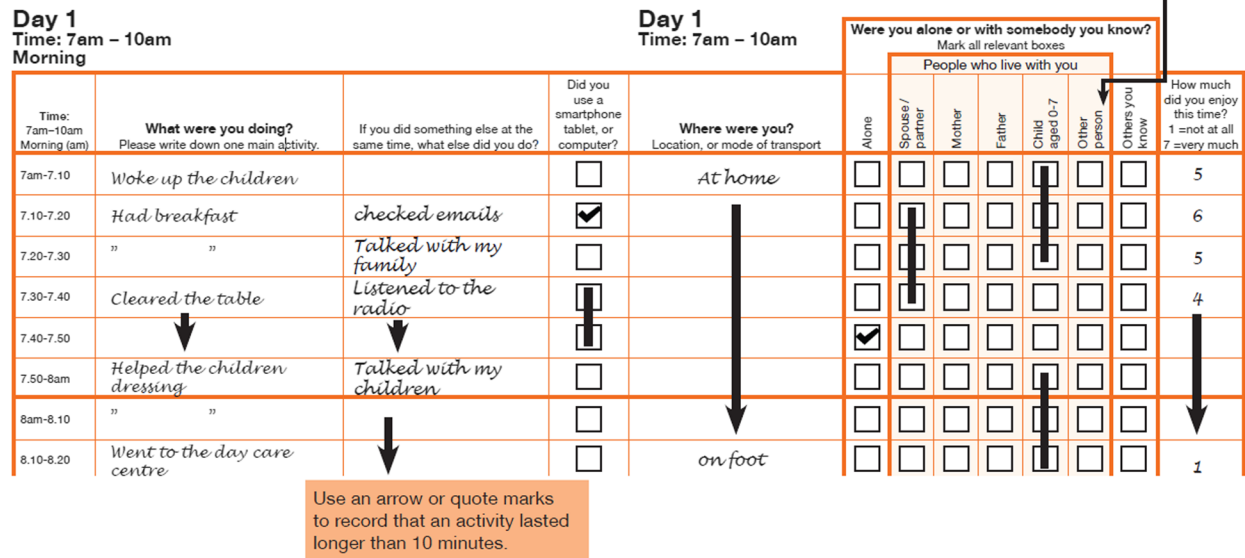 Day 1
Time: 7am – 10am
Morning
Day 1
Time: 7am – 10am
Were you alone or with somebody you know?
Mark all relevant boxes
People who live with you
Time:
7am–10am
Morning (am)
What were you doing?
Please write down one main activity.
If you did something else at the
same time, what else did you do?
Did you
use a
smartphone
tablet, or
computer?
Where were you?
Location, or mode of transport
Alone
Spouse /
partner
Mother
Father
Child
aged 0-7
Other
person
Others you
know
How much
did you enjoy
this time?
1 =not at all
7 =very much
7am-7.10
Woke up the children
At home
5
7.10-7.20
Had breakfast
checked emails
6
7.20-7.30
” ”
Talked with my
family
5
7.30-7.40
Cleared the table
Listened to the
radio
4
7.40-7.50
7.50-8am
Helped the children
dressing
Talked with my
children
8am-8.10
” ”
8.10-8.20
Went to the day care
centre
on foot
1
Use an arrow or quote marks
to record that an activity lasted
longer than 10 minutes.